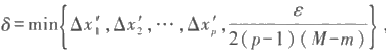 δ=min{Δx′₁, Δx′₂, ⋯, Δx′ₚ, ε/2(p−1)(M−m)},